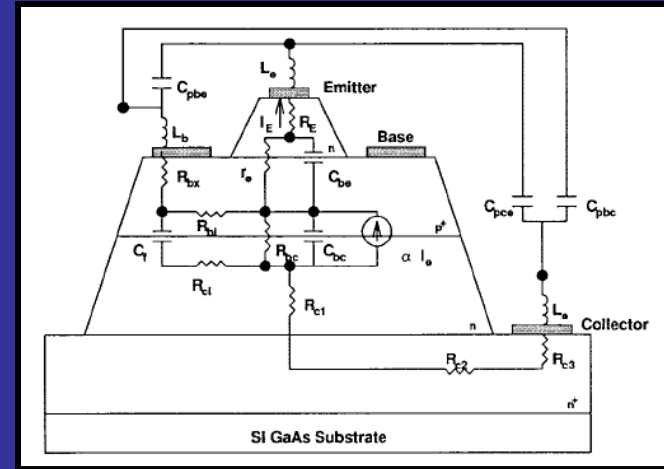 L_e
C_pbe
Emitter
I_E
R_E
L_b
n
Base
R_bx
r_e
C_be
C_pce
C_pbc
R_bi
p+
C_f
R_bc
C_bc
α I_e
R_ci
R_c1
L_a
n
Collector
R_c2
R_c3
n+
SI GaAs Substrate